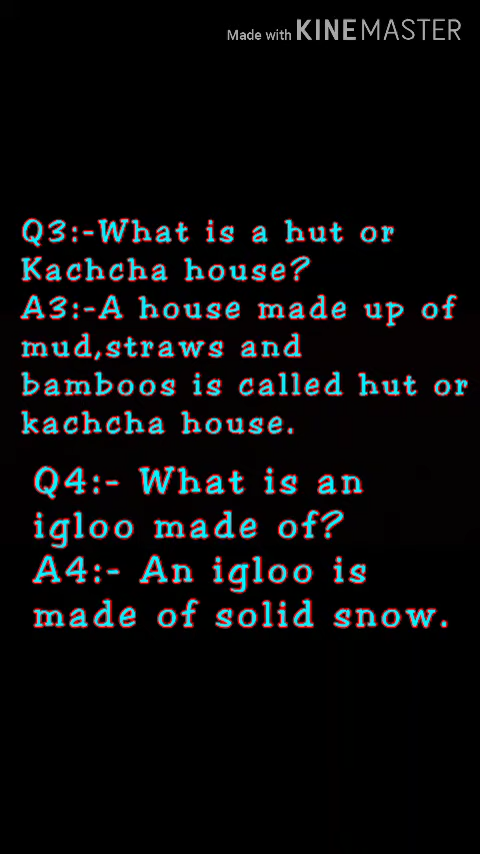 Made with KINEMASTER
Q3:-What is a hut or
Kachcha house?
A3:-A house made up of
mud,straws and
bamboos is called hut or
kachcha house.
Q4:- What is an
igloo made of?
A4:- An igloo is
made of solid snow.